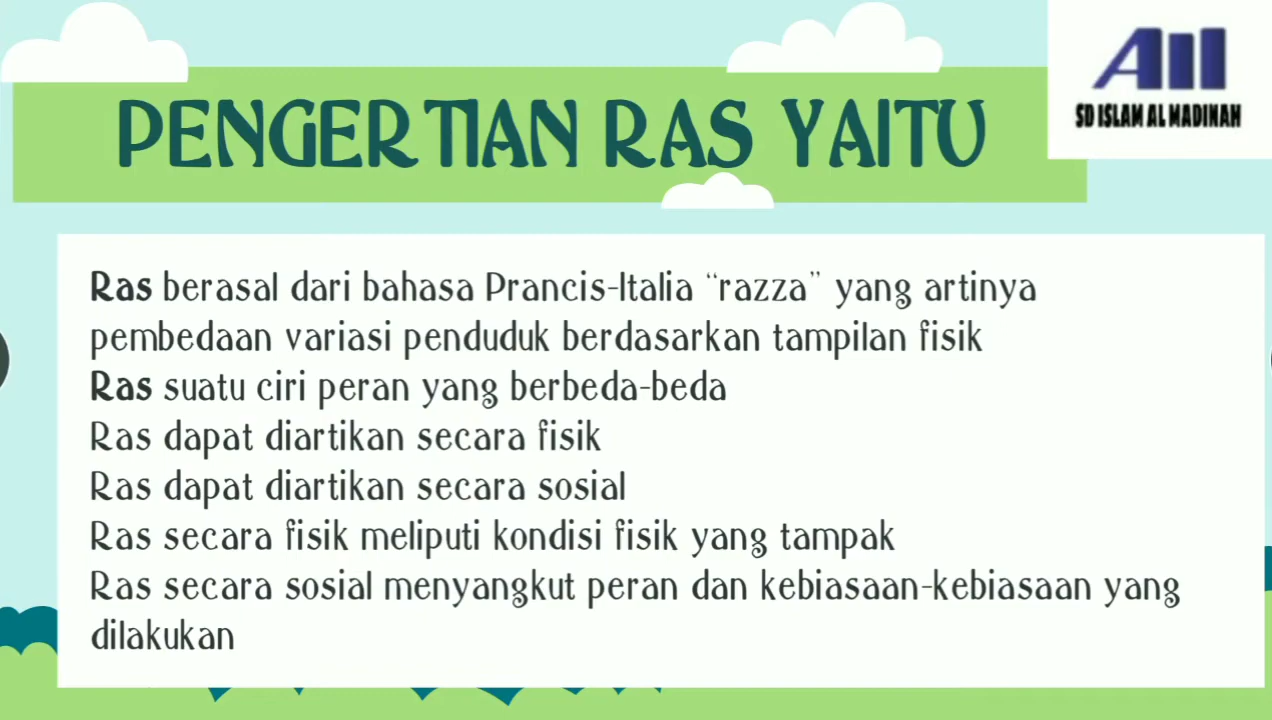 PENGERTIAN RAS YAITU
SD ISLAM AL MADINAH
Ras berasal dari bahasa Prancis-Italia “razza” yang artinya
pembedaan variasi penduduk berdasarkan tampilan fisik
Ras suatu ciri peran yang berbeda-beda
Ras dapat diartikan secara fisik
Ras dapat diartikan secara sosial
Ras secara fisik meliputi kondisi fisik yang tampak
Ras secara sosial menyangkut peran dan kebiasaan-kebiasaan yang
dilakukan